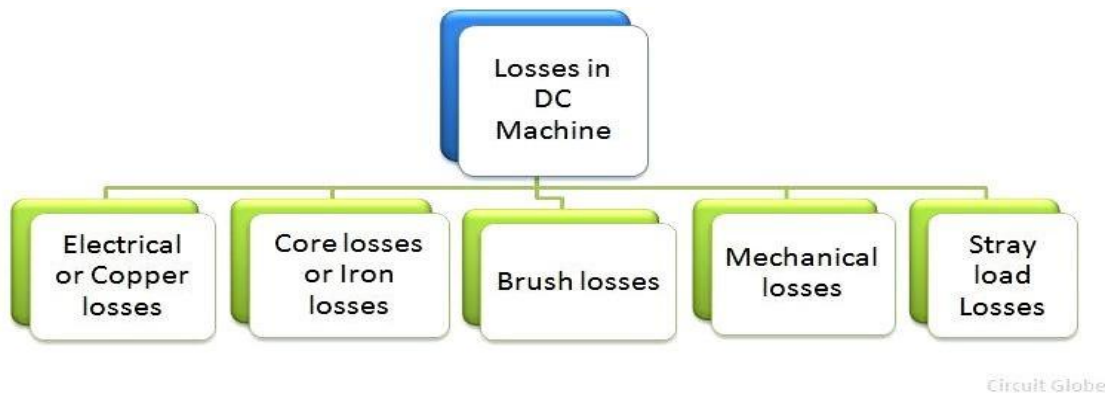 Losses in
DC
Machine
Electrical
or Copper
losses
Core losses
or Iron
losses
Brush losses
Mechanical
losses
Stray
load
Losses
Circuit Globe